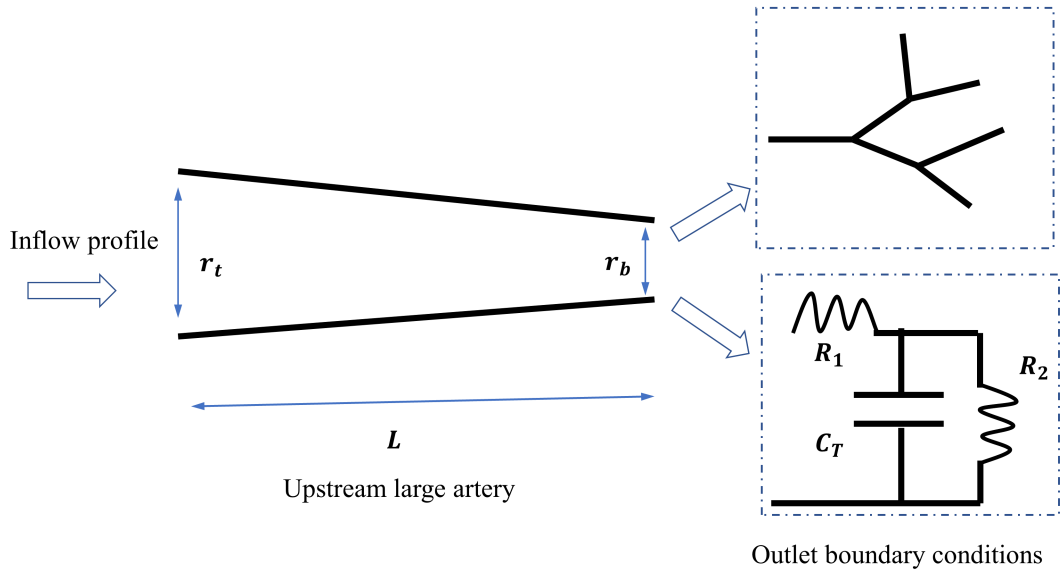 Inflow profile
r_t
r_b
L
Upstream large artery
R_1
R_2
C_T
Outlet boundary conditions